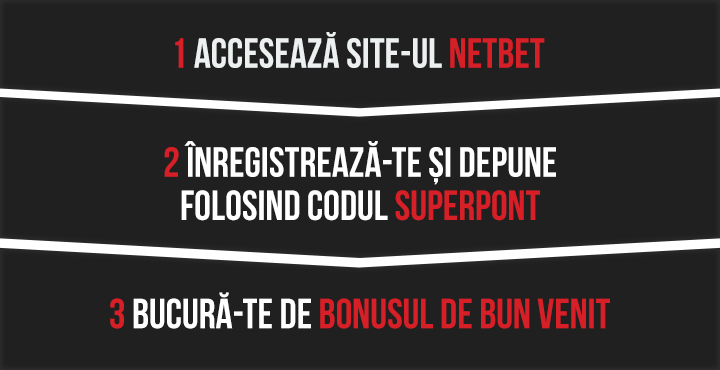 1 ACCESEAZĂ SITE-UL NETBET
2 ÎNREGISTREAZĂ-TE ȘI DEPUNE
FOLOSIND CODUL SUPERPONT
3 BUCURĂ-TE DE BONUSUL DE BUN VENIT